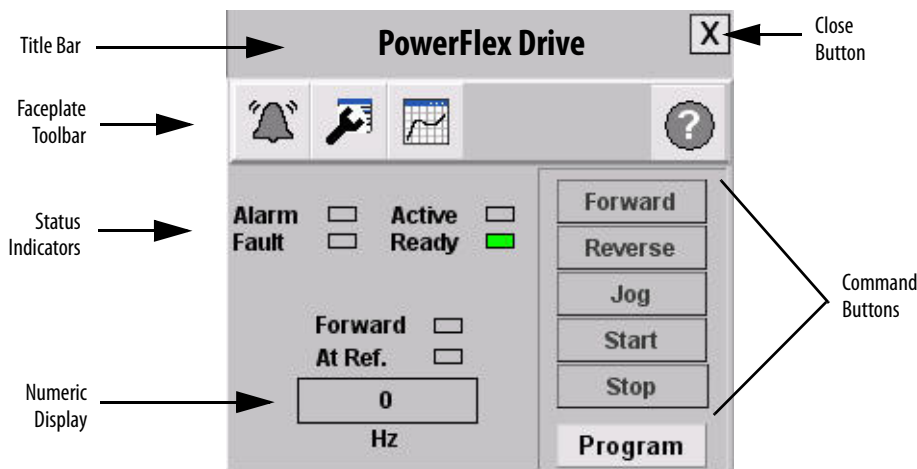 Title Bar
PowerFlex Drive
X
Close
Button
Faceplate
Toolbar
?
Status
Indicators
Alarm
Active
Fault
Ready
Forward
At Ref.
Numeric
Display
0
Hz
Forward
Reverse
Jog
Start
Stop
Program
Command
Buttons